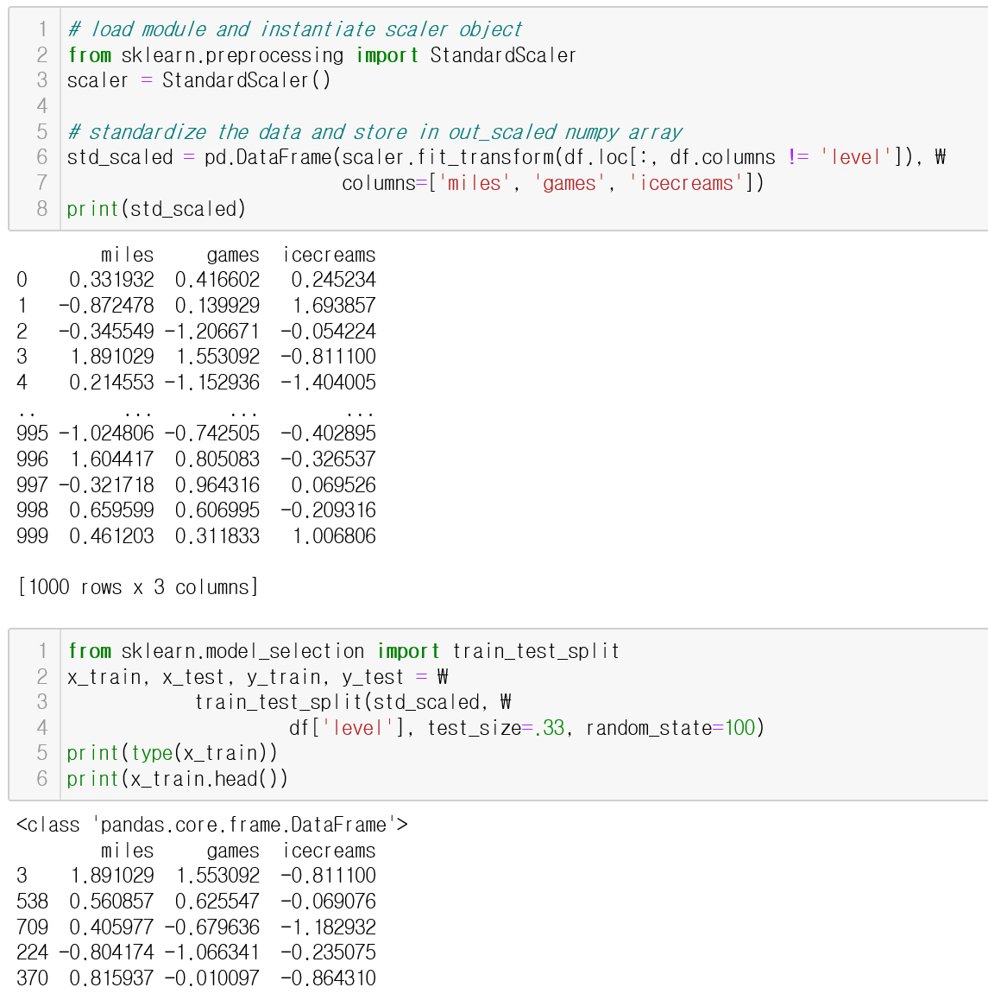 1 # load module and instantiate scaler object
2 from sklearn.preprocessing import StandardScaler
3 scaler = StandardScaler()
4
5 # standardize the data and store in out_scaled numpy array
6 std_scaled = pd.DataFrame(scaler.fit_transform(df.loc[:, df.columns != 'level']), ₩
7                           columns=['miles', 'games', 'icecreams'])
8 print(std_scaled)
        miles     games  icecreams
0    0.331932  0.416602   0.245234
1   -0.872478  0.139929   1.693857
2   -0.345549 -1.206671  -0.054224
3    1.891029  1.553092  -0.811100
4    0.214553 -1.152936  -1.404005
..        ...       ...        ...
995 -1.024806 -0.742505  -0.402895
996  1.604417  0.805083  -0.326537
997 -0.321718  0.964316   0.069526
998  0.659599  0.606995  -0.209316
999  0.461203  0.311833   1.006806
[1000 rows x 3 columns]
1 from sklearn.model_selection import train_test_split
2 x_train, x_test, y_train, y_test = ₩
3             train_test_split(std_scaled, ₩
4                      df['level'], test_size=.33, random_state=100)
5 print(type(x_train))
6 print(x_train.head())
<class 'pandas.core.frame.DataFrame'>
        miles     games  icecreams
3    1.891029  1.553092  -0.811100
538  0.560857  0.625547  -0.069076
709  0.405977 -0.679636  -1.182932
224 -0.804174 -1.066341  -0.235075
370  0.815937 -0.010097  -0.864310